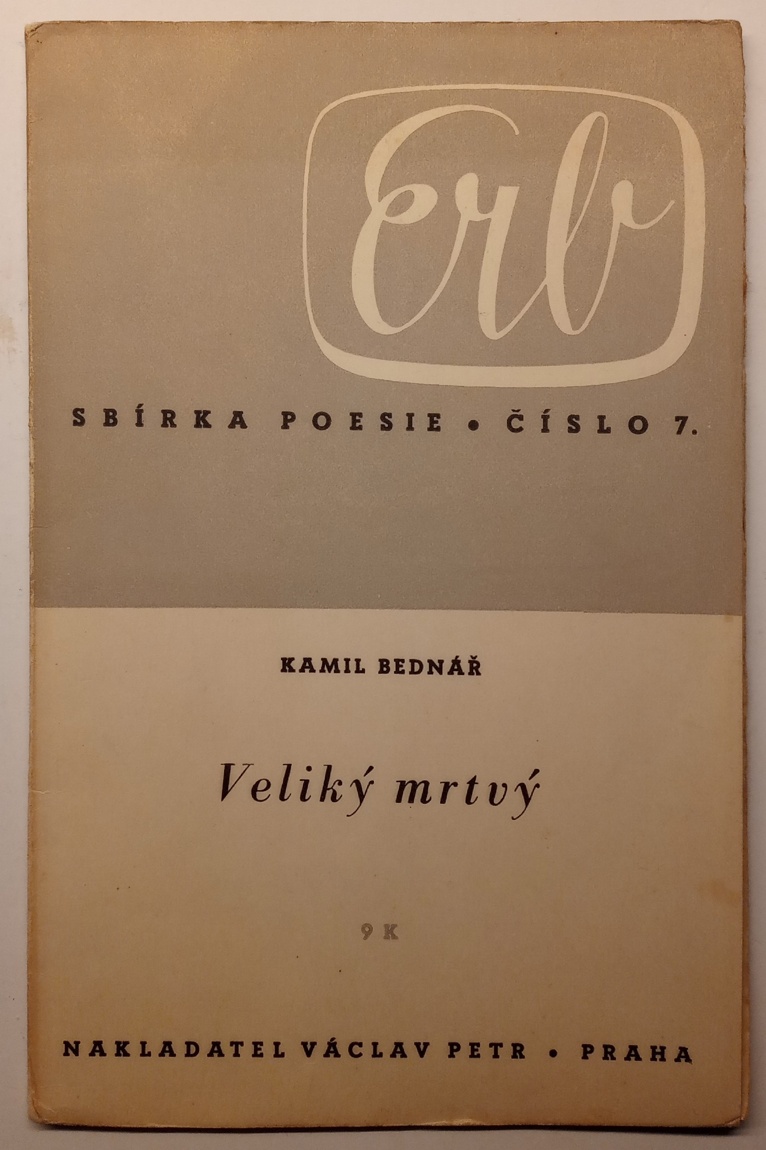 Erb
SBÍRKA POESIE • ČÍSLO 7.
KAMIL BEDNÁŘ
Veliký mrtvý
9 K
NAKLADATEL VÁCLAV PETR • PRAHA